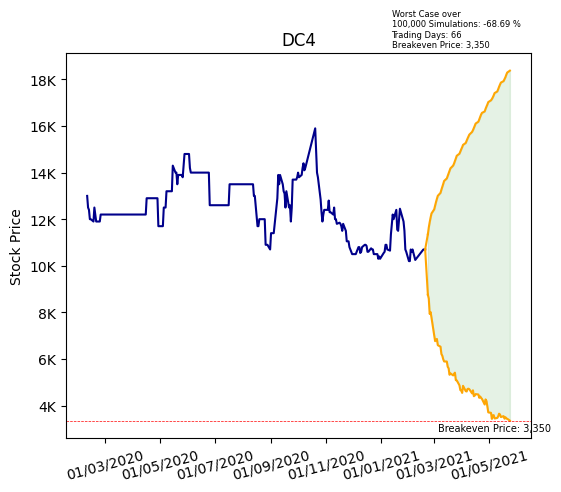 Worst Case over
100,000 Simulations: -68.69 %
Trading Days: 66
Breakeven Price: 3,350
DC4
Stock Price
18K
16K
14K
12K
10K
8K
6K
4K
Breakeven Price: 3,350
01/03/2020 01/05/2020 01/07/2020 01/09/2020 01/11/2020 01/01/2021 01/03/2021 01/05/2021